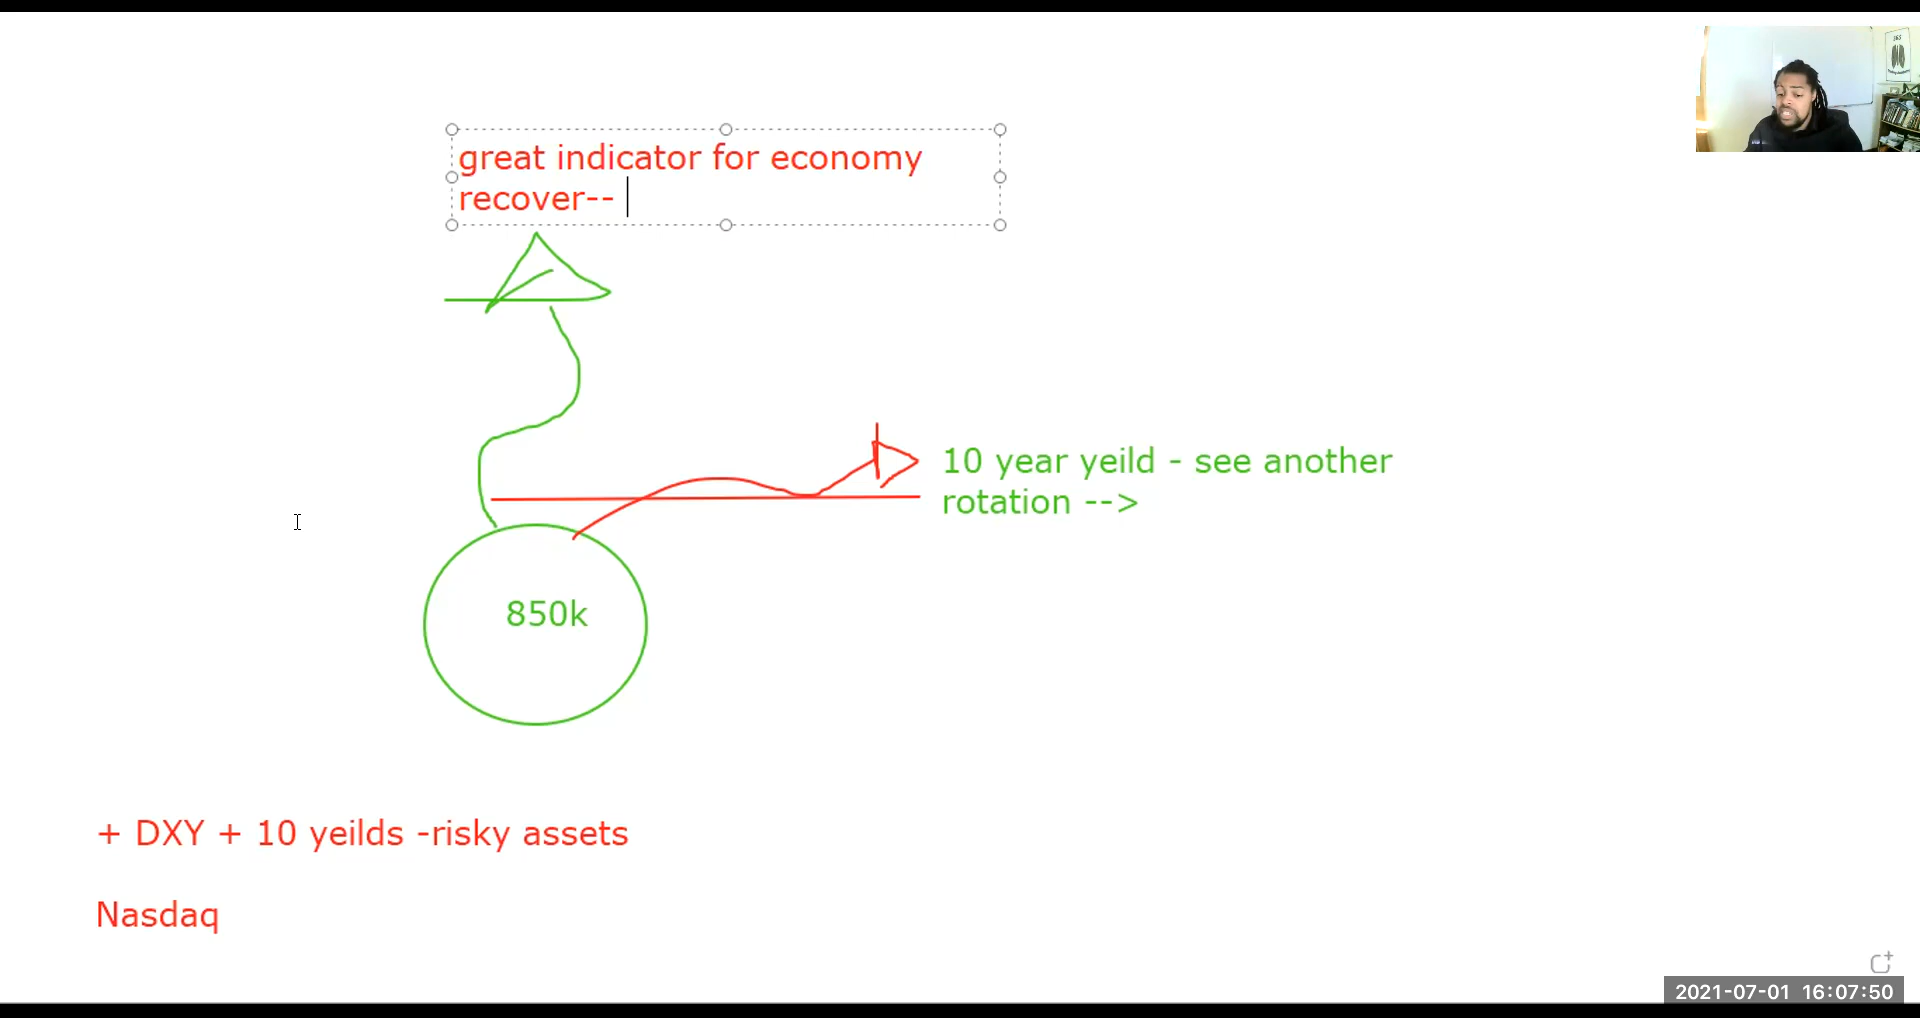 great indicator for economy
recover--
10 year yeild - see another
rotation -->
850k
+ DXY + 10 yeilds -risky assets
Nasdaq
2021-07-01 16:07:50